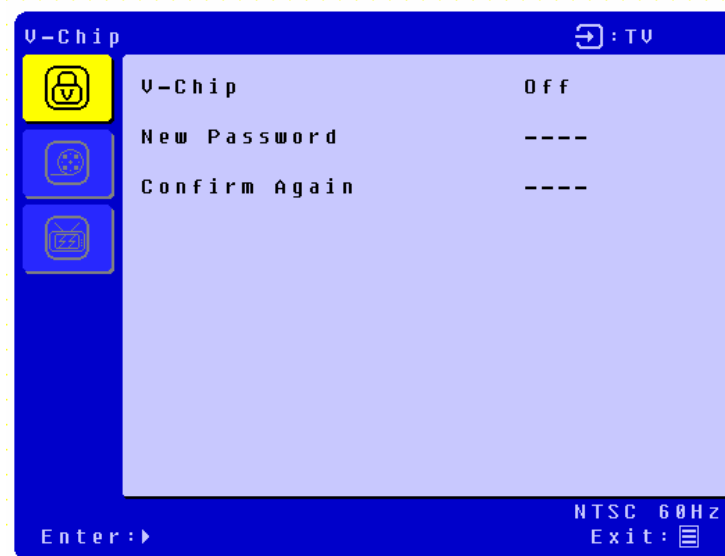 V-Chip :TV
V-Chip Off
New Password ----
Confirm Again ----
NTSC 60Hz
Enter: Exit: